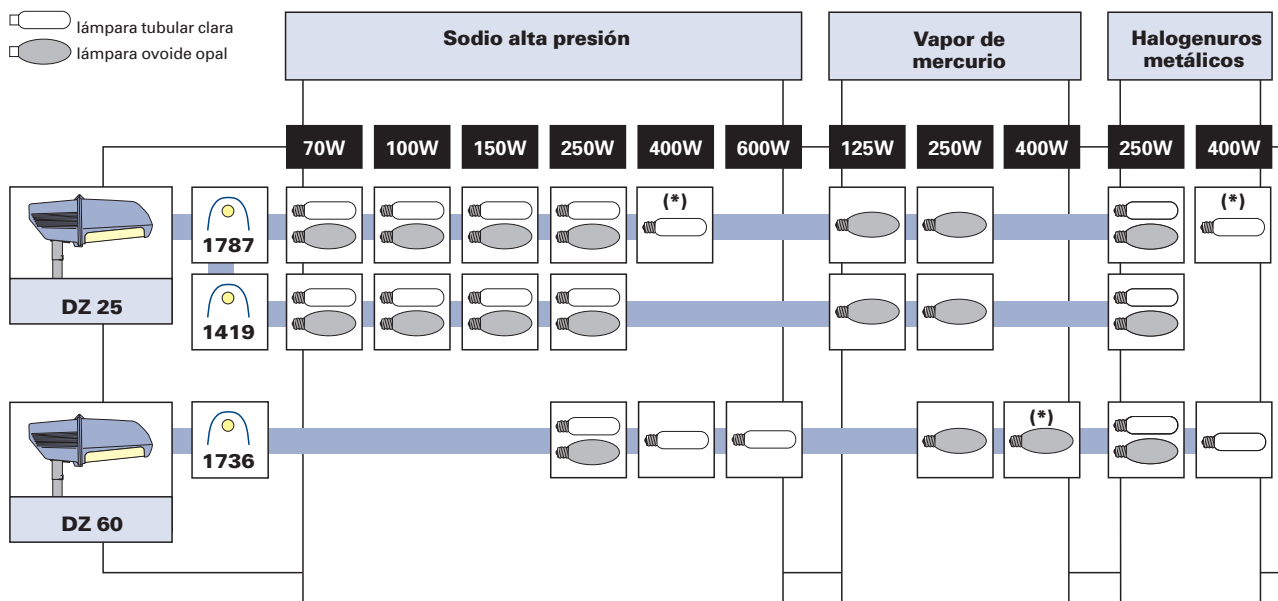 lámpara tubular clara
lámpara ovoide opal
Sodio alta presión
Vapor de
mercurio
Halogenuros
metálicos
70W 100W 150W 250W 400W 600W 125W 250W 400W 250W 400W
(*) (*)
1787
DZ 25
1419
(*)
1736
DZ 60